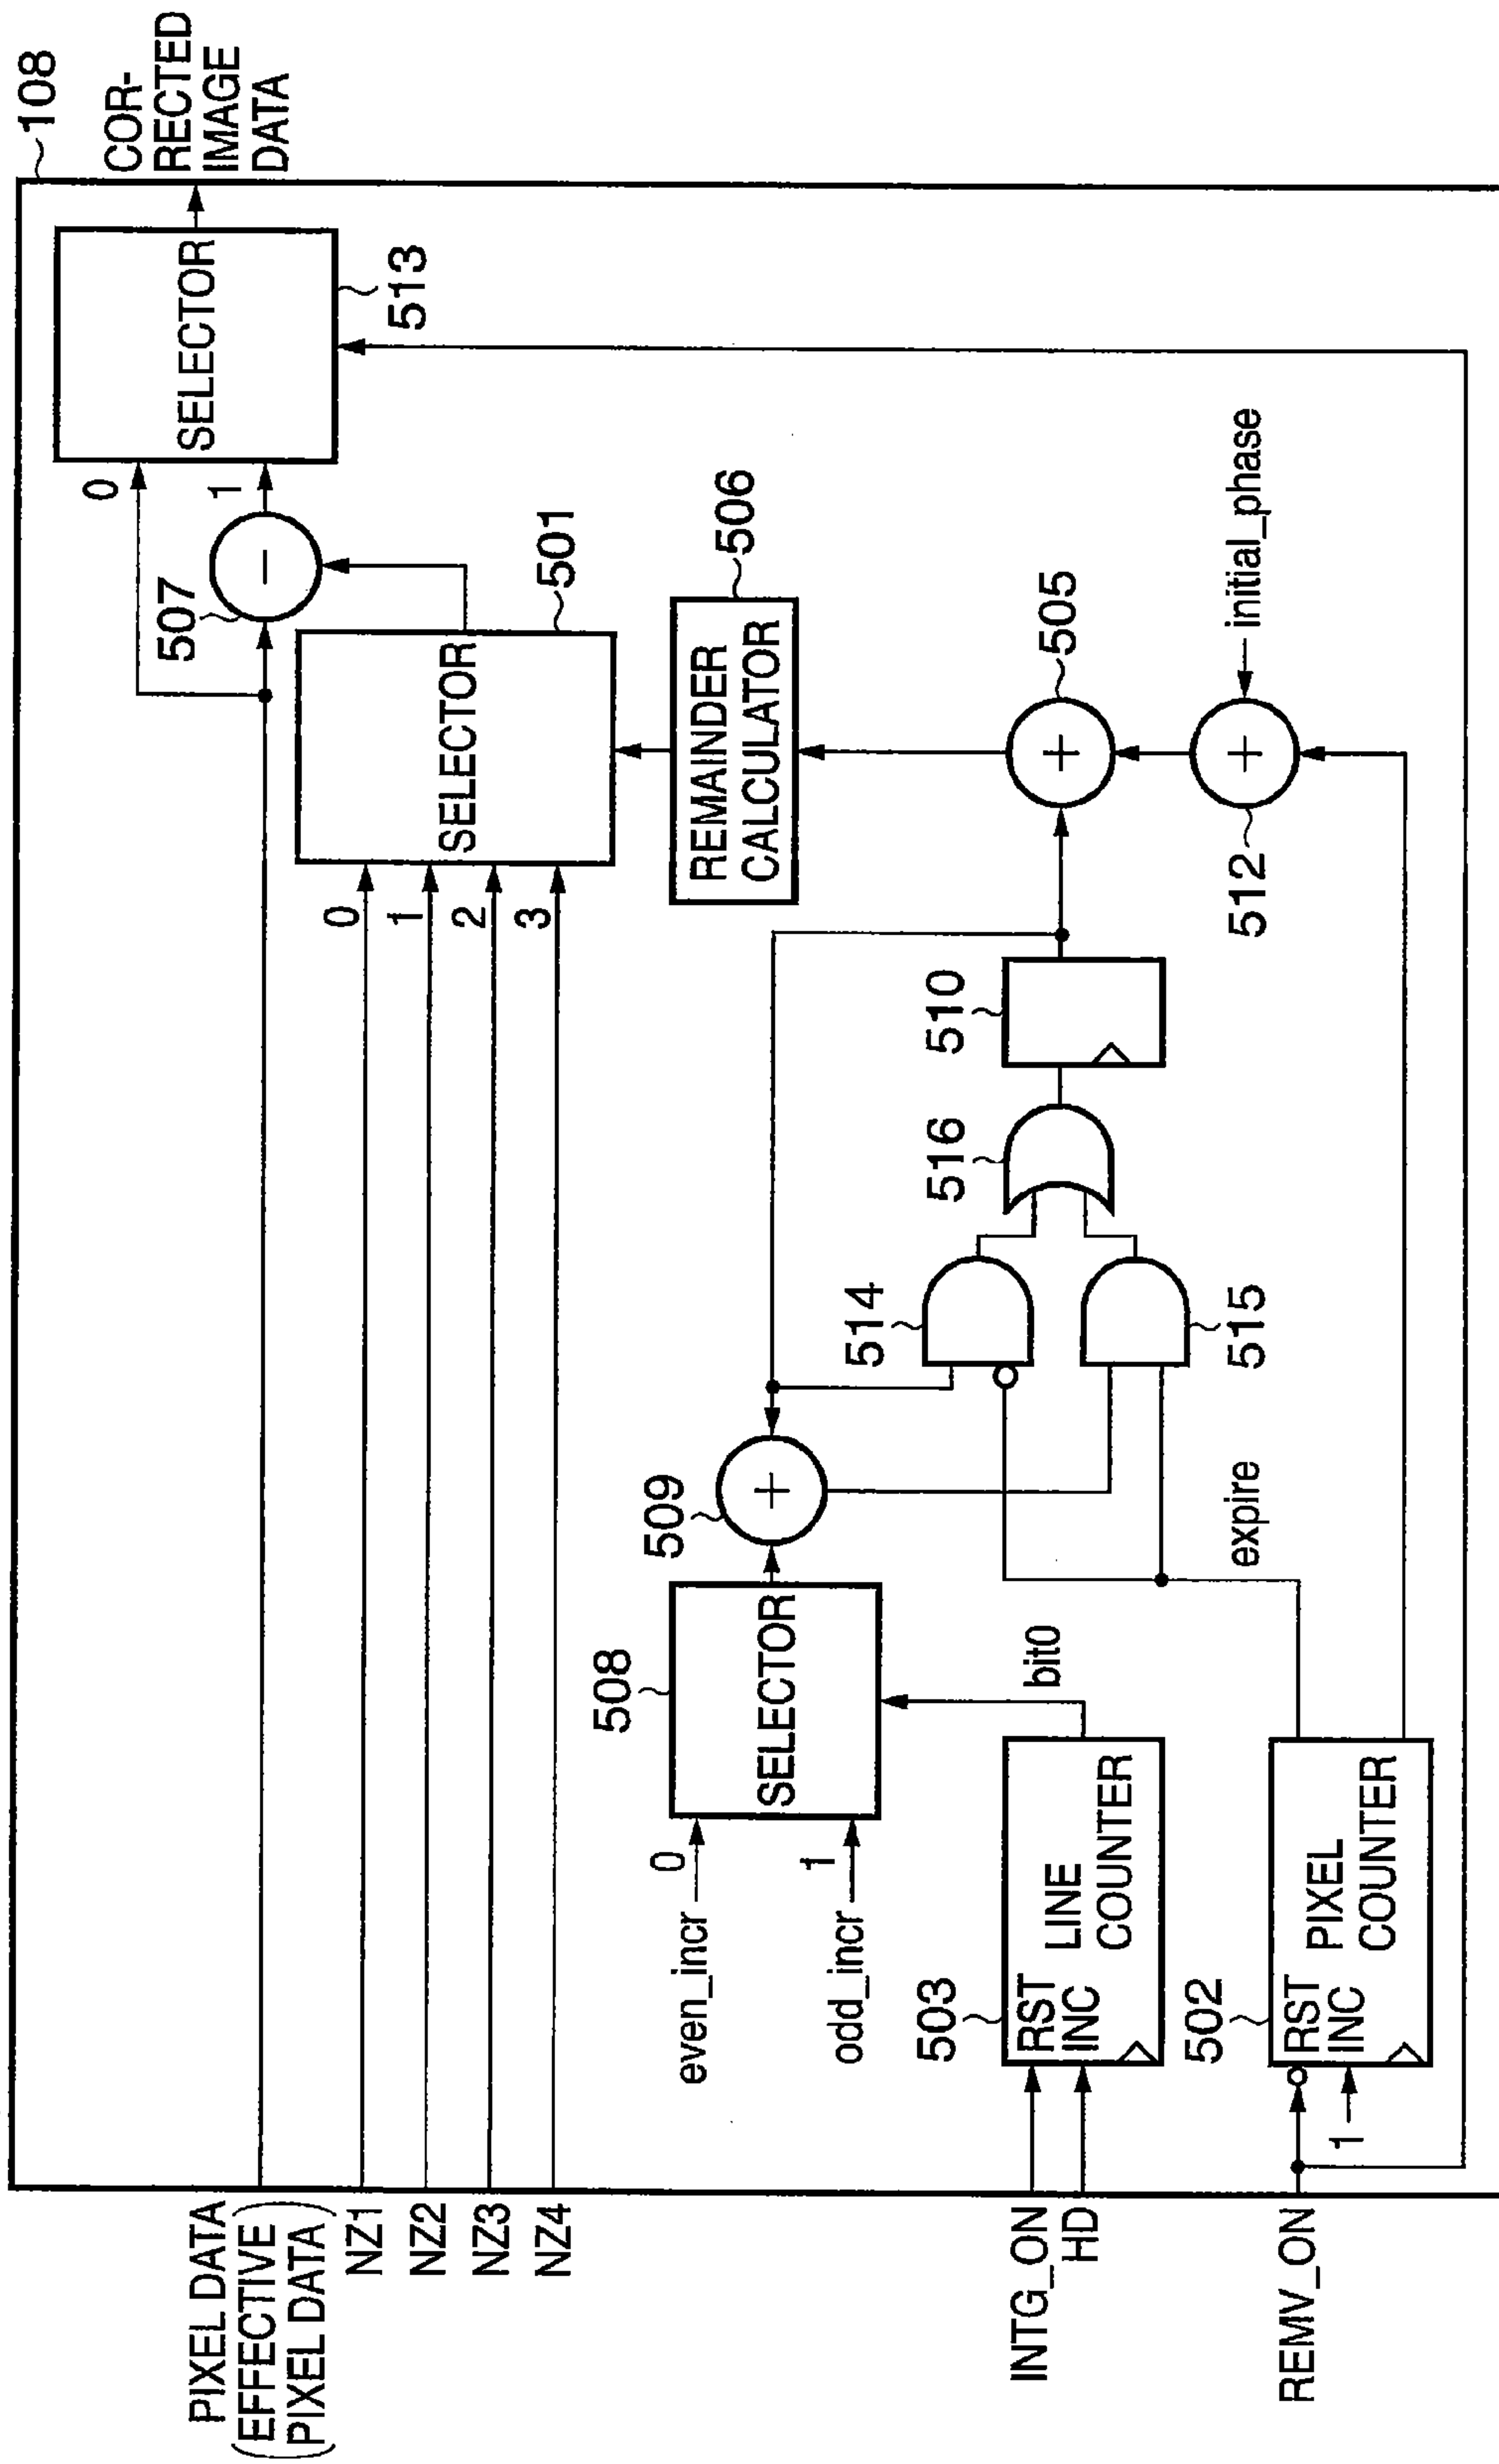 108
COR-
RECTED
IMAGE
DATA
SELECTOR
513
0
1
507
−
SELECTOR
501
0
1
2
3
REMAINDER
CALCULATOR
506
505
+
initial_phase
+
512
510
516
514
515
509
+
expire
508
SELECTOR
bit0
0
even_incr
1
odd_incr
503
RST
INC
LINE
COUNTER
502
RST
INC
PIXEL
COUNTER
1
PIXEL DATA
(EFFECTIVE
PIXEL DATA)
NZ1
NZ2
NZ3
NZ4
INTG_ON
HD
REMV_ON